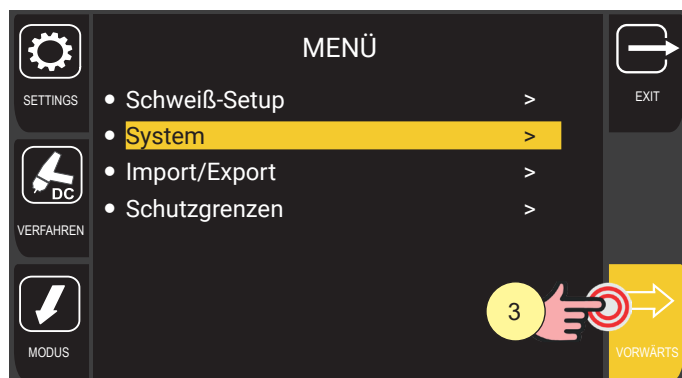 MENÜ
SETTINGS
DC
VERFAHREN
MODUS
• Schweiß-Setup >
• System >
• Import/Export >
• Schutzgrenzen >
3
EXIT
VORWÄRTS